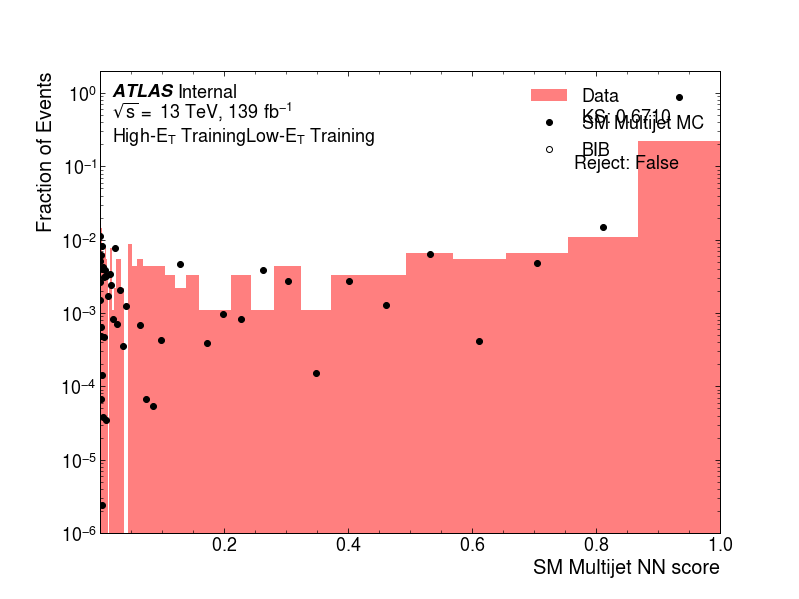 Fraction of Events
10⁰
10⁻¹
10⁻²
10⁻³
10⁻⁴
10⁻⁵
10⁻⁶
ATLAS Internal
√s = 13 TeV, 139 fb⁻¹
High-E_T TrainingLow-E_T Training
Data
KS: 0.6710
SM Multijet MC
BIB
Reject: False
0.2 0.4 0.6 0.8 1.0
SM Multijet NN score